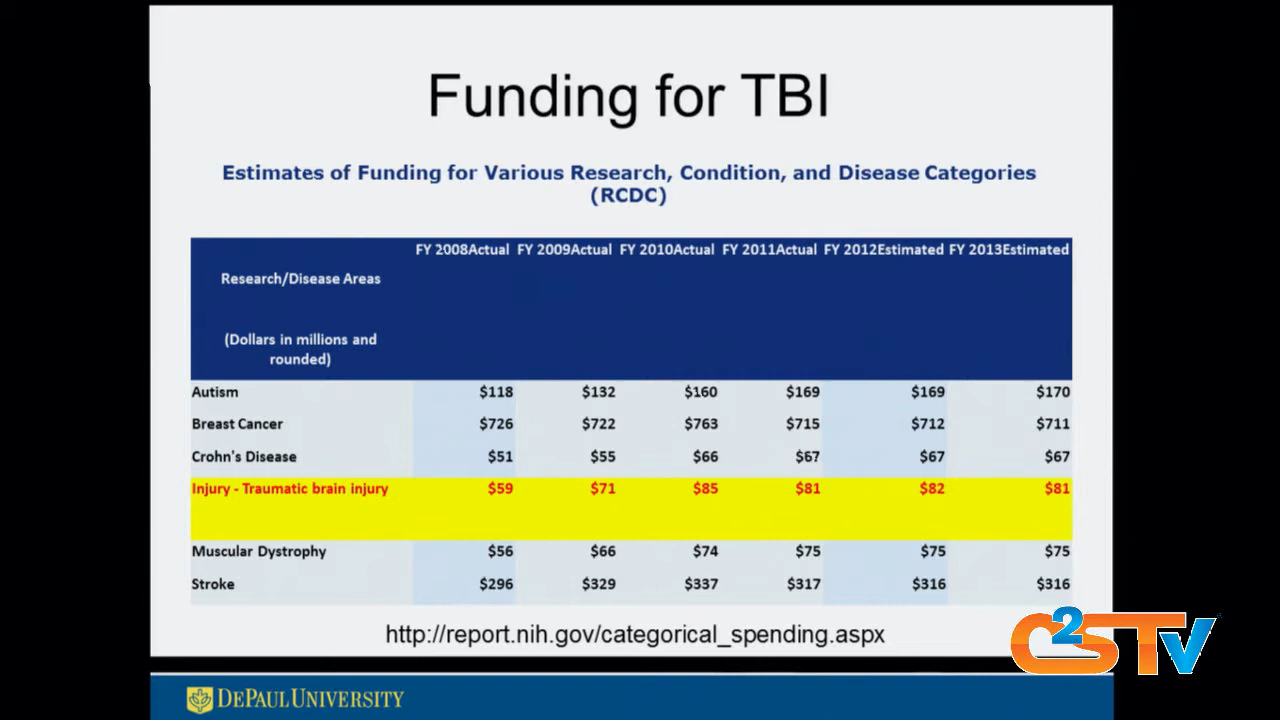 Funding for TBI
Estimates of Funding for Various Research, Condition, and Disease Categories
(RCDC)
FY 2008Actual FY 2009Actual FY 2010Actual FY 2011Actual FY 2012Estimated FY 2013Estimated
Research/Disease Areas
(Dollars in millions and
rounded)
Autism $118 $132 $160 $169 $169 $170
Breast Cancer $726 $722 $763 $715 $712 $711
Crohn's Disease $51 $55 $66 $67 $67 $67
Injury - Traumatic brain injury $59 $71 $85 $81 $82 $81
Muscular Dystrophy $56 $66 $74 $75 $75 $75
Stroke $296 $329 $337 $317 $316 $316
http://report.nih.gov/categorical_spending.aspx
C2STV
DEPAUL UNIVERSITY